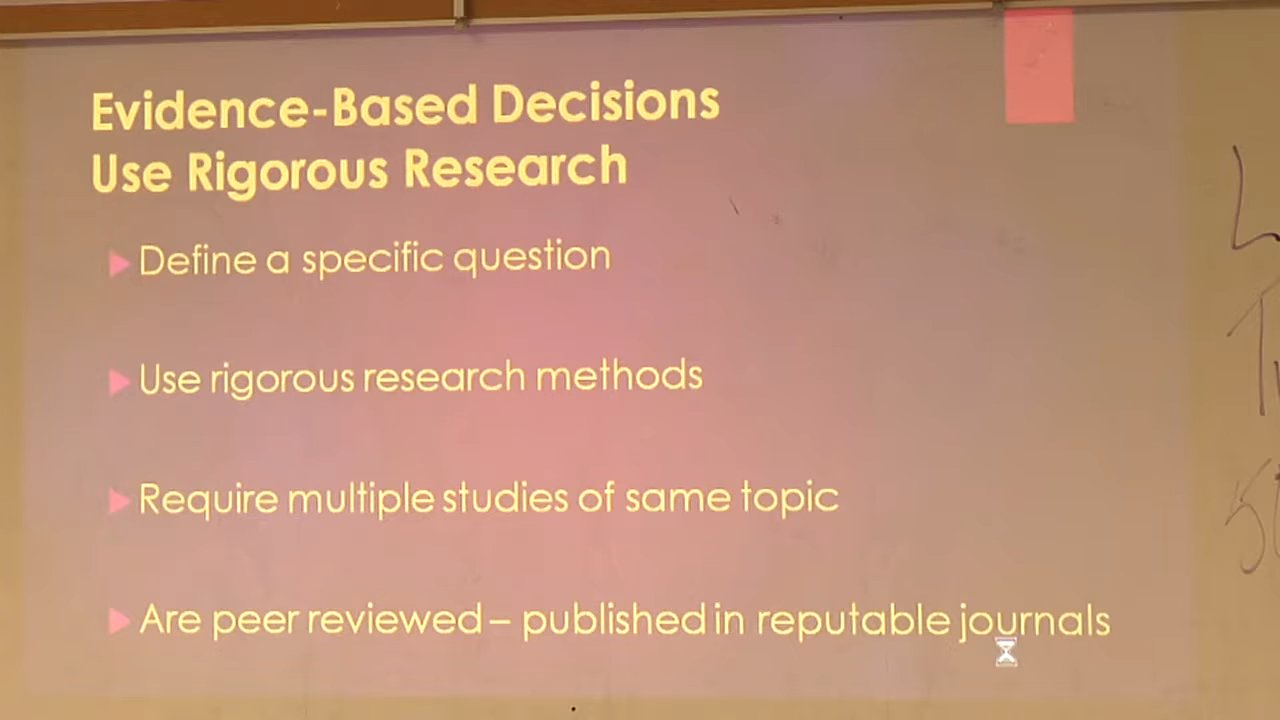 Evidence-Based Decisions
Use Rigorous Research
Define a specific question
Use rigorous research methods
Require multiple studies of same topic
Are peer reviewed – published in reputable journals